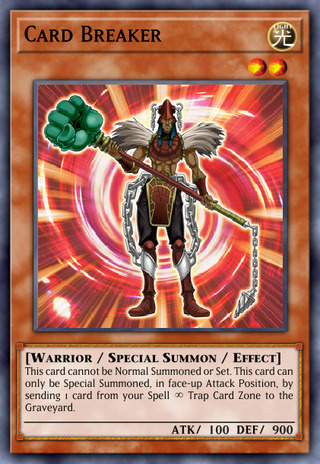 Card Breaker
LIGHT
光
[Warrior / Special Summon / Effect]
This card cannot be Normal Summoned or Set. This card can
only be Special Summoned, in face-up Attack Position, by
sending 1 card from your Spell ∞ Trap Card Zone to the
Graveyard.
ATK/ 100 DEF/ 900